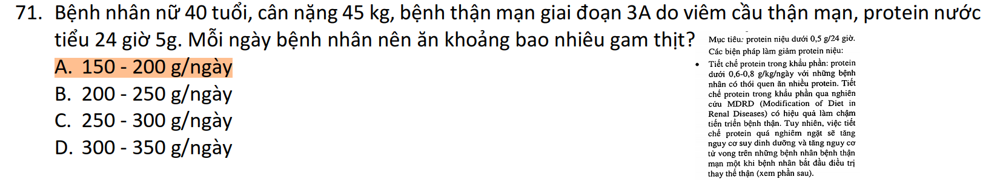 71. Bệnh nhân nữ 40 tuổi, cân nặng 45 kg, bệnh thận mạn giai đoạn 3A do viêm cầu thận mạn, protein nước
tiểu 24 giờ 5g. Mỗi ngày bệnh nhân nên ăn khoảng bao nhiêu gam thịt?
A. 150 - 200 g/ngày
B. 200 - 250 g/ngày
C. 250 - 300 g/ngày
D. 300 - 350 g/ngày
Mục tiêu: protein niệu dưới 0,5 g/24 giờ.
Các biện pháp làm giảm protein niệu:
• Tiết chế protein trong khẩu phần: protein
dưới 0,6-0,8 g/kg/ngày với những bệnh
nhân có thói quen ăn nhiều protein. Tiết
chế protein trong khẩu phần qua nghiên
cứu MDRD (Modification of Diet in
Renal Diseases) có hiệu quả làm chậm
tiến triển bệnh thận. Tuy nhiên, việc tiết
chế protein quá nghiêm ngặt sẽ tăng
nguy cơ suy dinh dưỡng và tăng nguy cơ
tử vong trên những bệnh nhân bệnh thận
mạn một khi bệnh nhân bắt đầu điều trị
thay thế thận (xem phần sau).